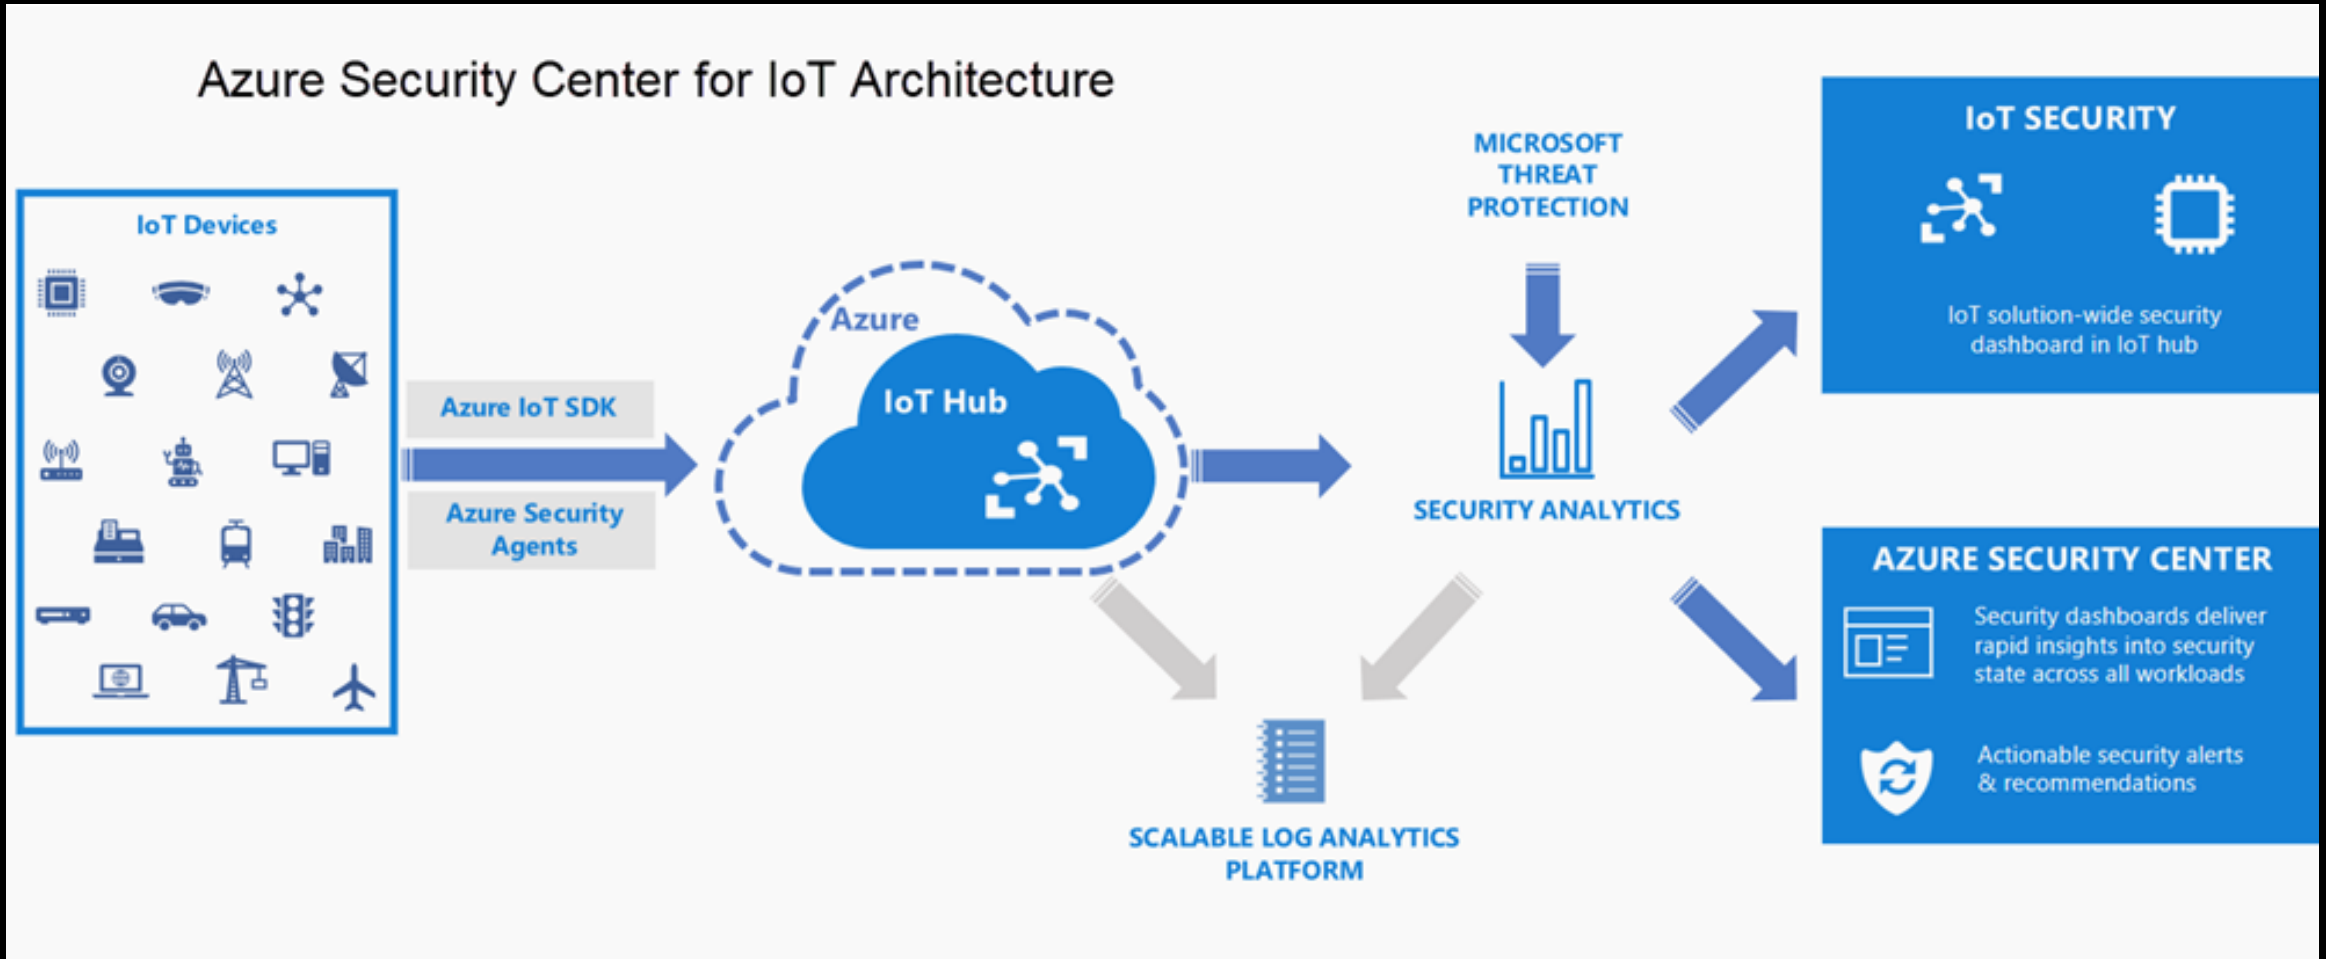 Azure Security Center for IoT Architecture
IoT Devices
Azure IoT SDK
Azure Security
Agents
Azure
IoT Hub
MICROSOFT
THREAT
PROTECTION
SECURITY ANALYTICS
SCALABLE LOG ANALYTICS
PLATFORM
IoT SECURITY
IoT solution-wide security
dashboard in IoT hub
AZURE SECURITY CENTER
Security dashboards deliver
rapid insights into security
state across all workloads
Actionable security alerts
& recommendations